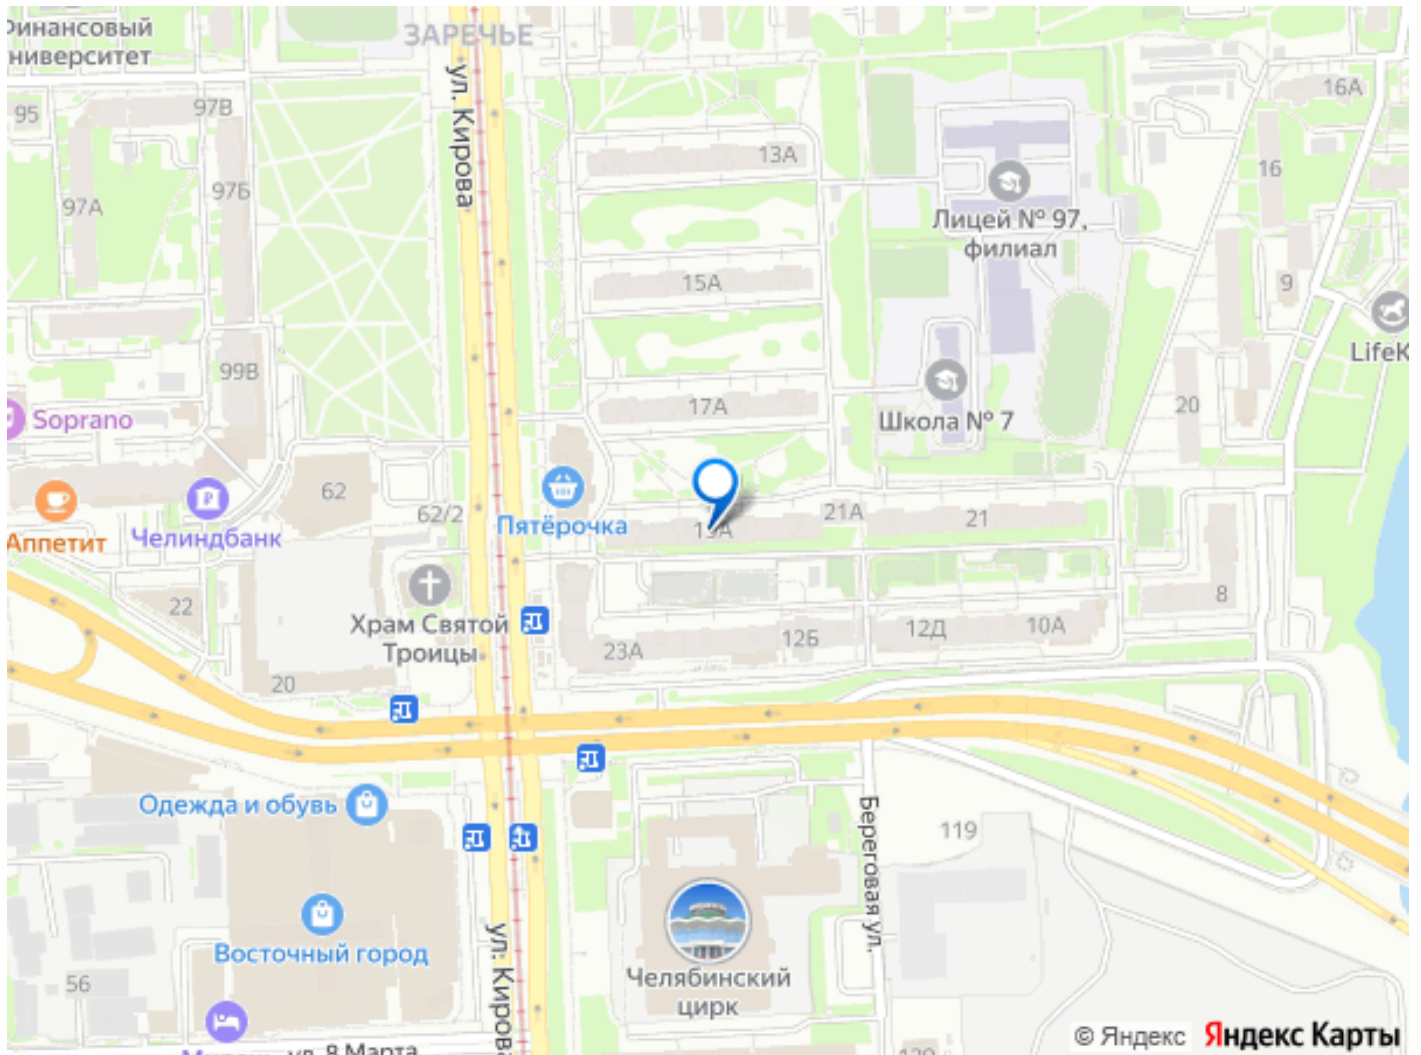 Финансовый
университет
ЗАРЕЧЬЕ
ул. Кирова
95
97В
97Б
97А
13А
16А
16
Лицей № 97,
филиал
15А
9
LifeK
99В
Soprano
17А
Школа № 7
20
62
62/2
Пятёрочка
19А
21А
21
Аппетит
Челиндбанк
22
Храм Святой
Троицы
23А
12Б
12Д
10А
8
20
Одежда и обувь
Береговая ул.
119
Восточный город
ул. Кирова
56
Челябинский
цирк
ул. 8 Марта
© Яндекс Яндекс Карты